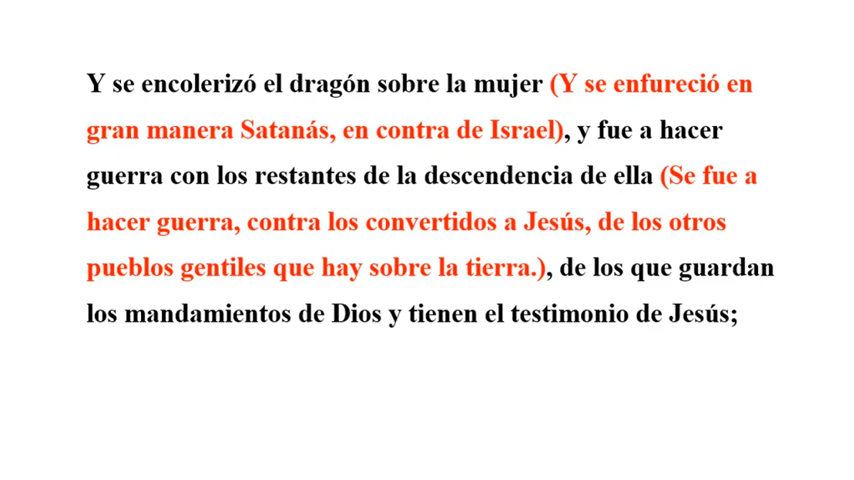 Y se encolerizó el dragón sobre la mujer (Y se enfureció en
gran manera Satanás, en contra de Israel), y fue a hacer
guerra con los restantes de la descendencia de ella (Se fue a
hacer guerra, contra los convertidos a Jesús, de los otros
pueblos gentiles que hay sobre la tierra.), de los que guardan
los mandamientos de Dios y tienen el testimonio de Jesús;